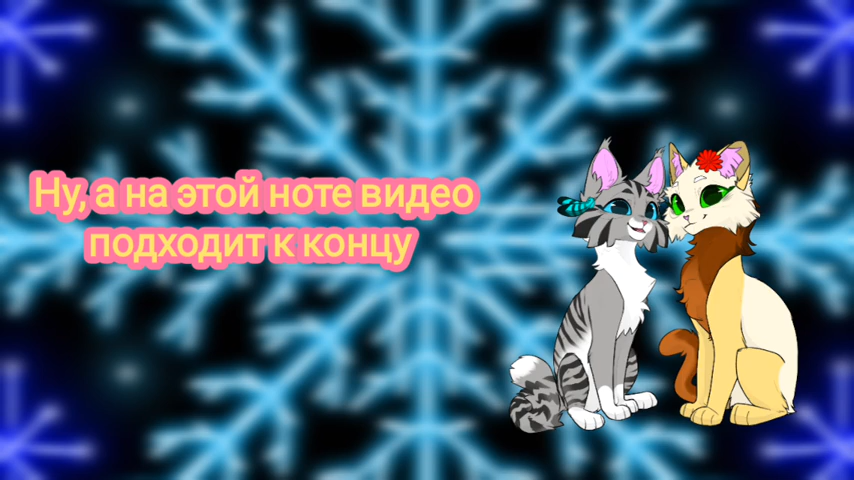 Ну, а на этой ноте видео
подходит к концу